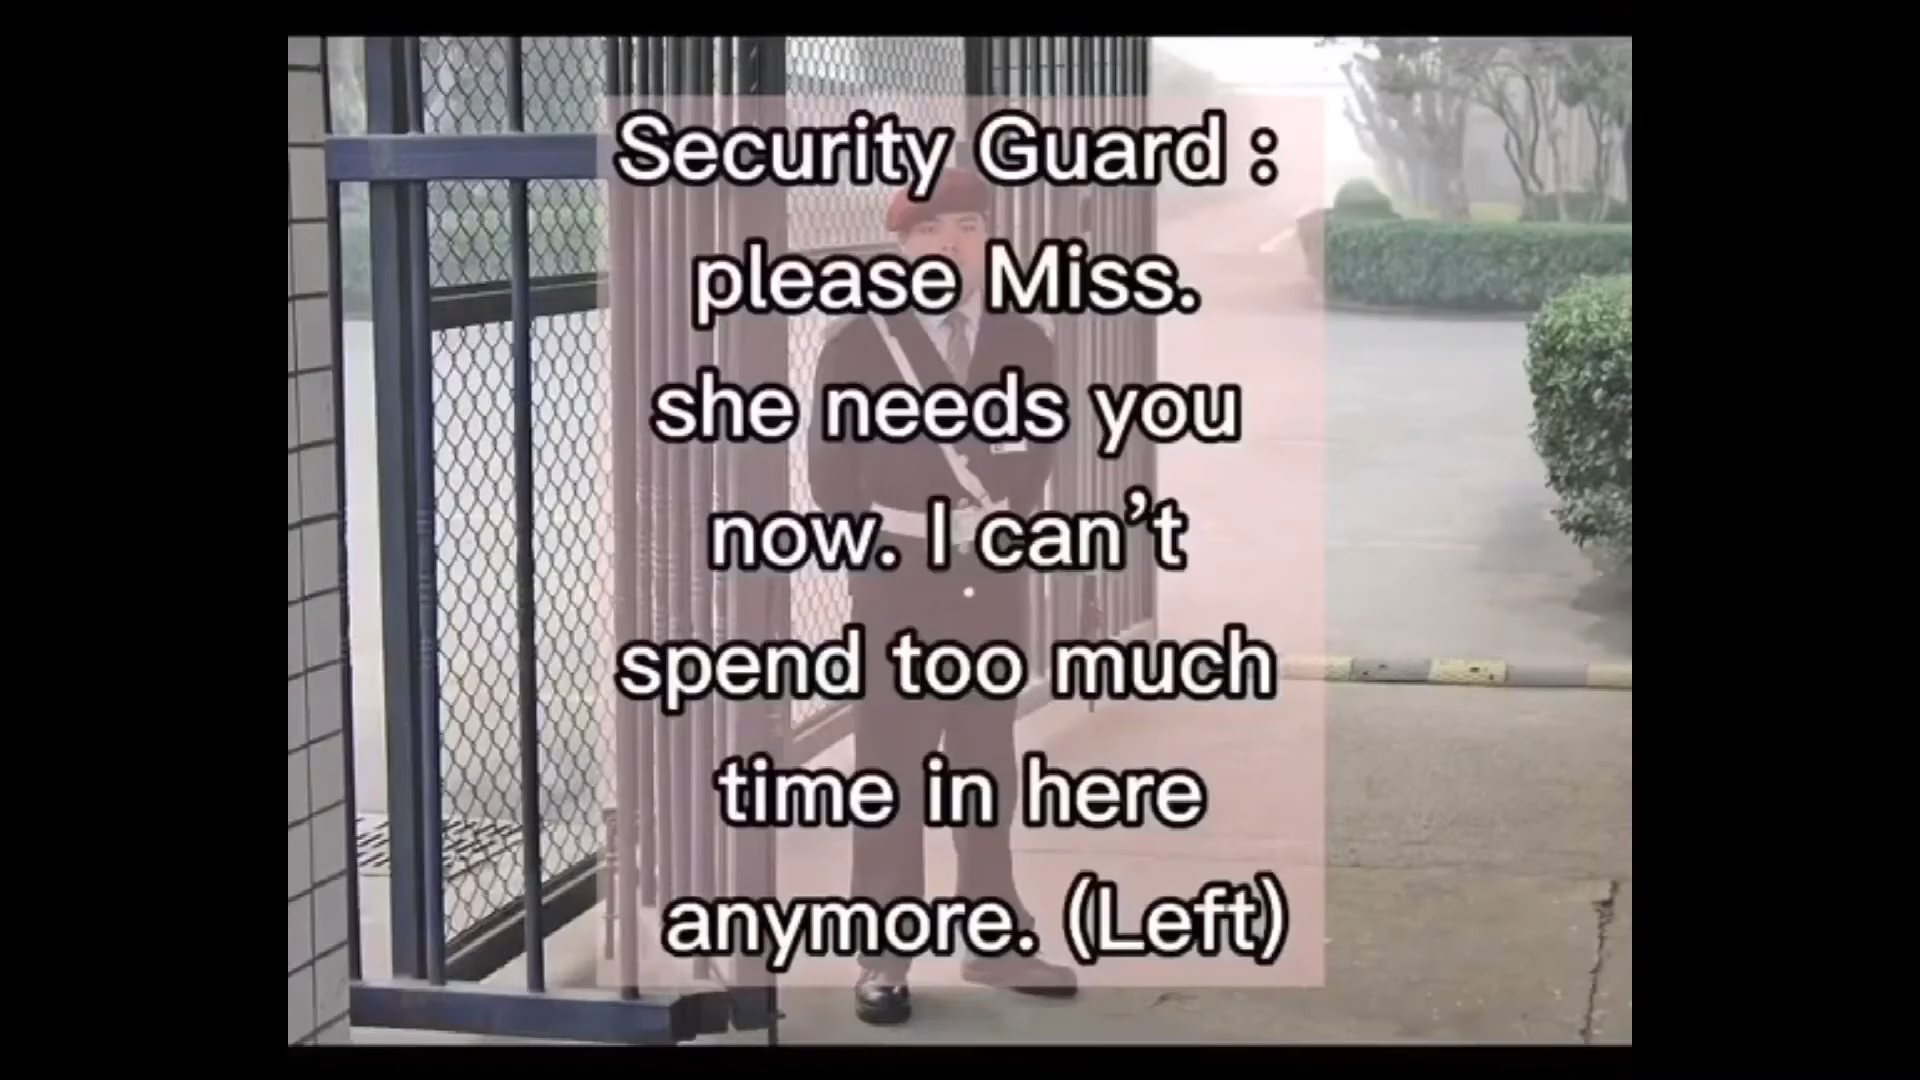 Security Guard :
please Miss.
she needs you
now. I can’t
spend too much
time in here
anymore. (Left)